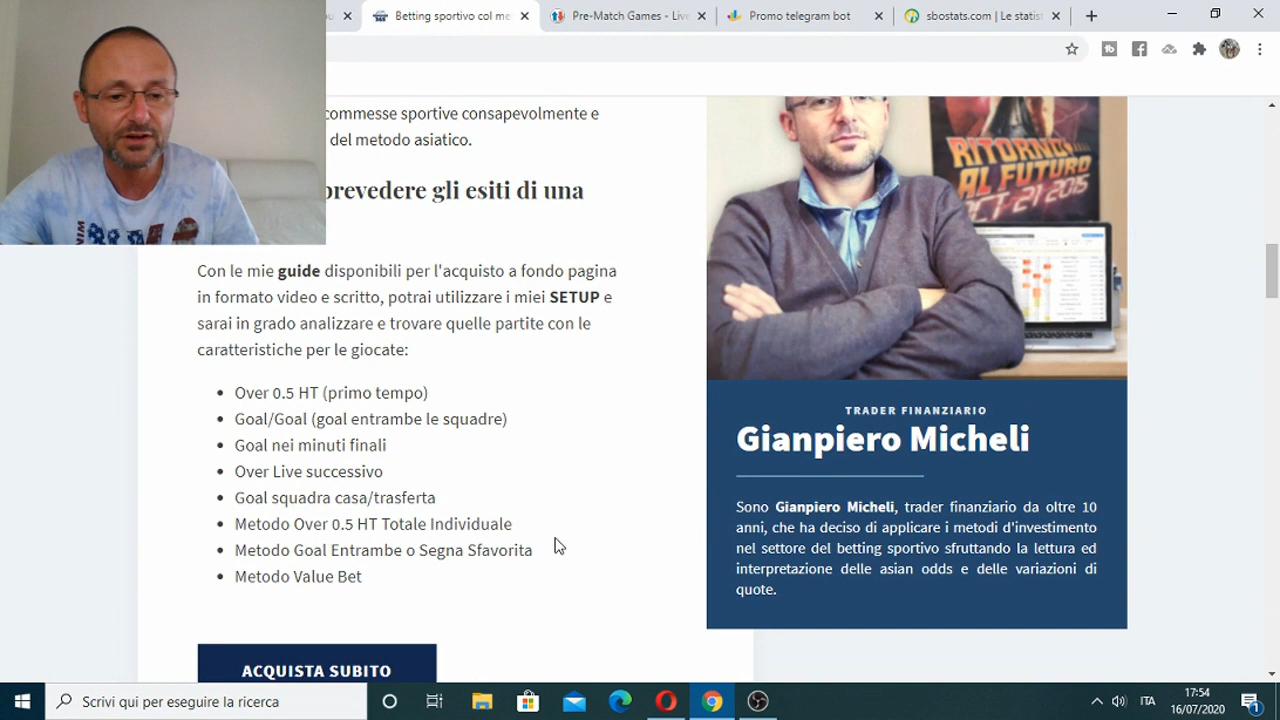 Betting sportivo col me
Pre-Match Games - Live
Promo telegram bot
sbostats.com | Le statist
commesse sportive consapevolmente e
del metodo asiatico.
prevedere gli esiti di una
Con le mie guide disponibili per l'acquisto a fondo pagina
in formato video e scritto, potrai utilizzare i miei SETUP e
sarai in grado analizzare e trovare quelle partite con le
caratteristiche per le giocate:
Over 0.5 HT (primo tempo)
Goal/Goal (goal entrambe le squadre)
Goal nei minuti finali
Over Live successivo
Goal squadra casa/trasferta
Metodo Over 0.5 HT Totale Individuale
Metodo Goal Entrambe o Segna Sfavorita
Metodo Value Bet
ACQUISTA SUBITO
RITORNO
AL FUTURO
OCT 21 2015
TRADER FINANZIARIO
Gianpiero Micheli
Sono Gianpiero Micheli, trader finanziario da oltre 10
anni, che ha deciso di applicare i metodi d'investimento
nel settore del betting sportivo sfruttando la lettura ed
interpretazione delle asian odds e delle variazioni di
quote.
Scrivi qui per eseguire la ricerca
ITA
17:54
16/07/2020
1